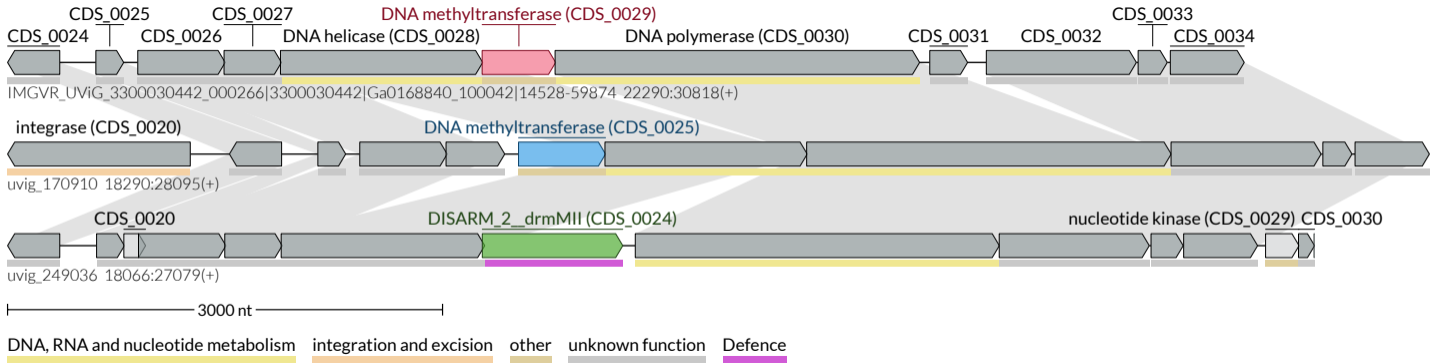 CDS_0025 CDS_0027 DNA methyltransferase (CDS_0029) CDS_0033
CDS_0024 CDS_0026 DNA helicase (CDS_0028) DNA polymerase (CDS_0030) CDS_0031 CDS_0032 CDS_0034
IMGVR_UViG_3300030442_000266|3300030442|Ga0168840_100042|14528-59874 22290:30818(+)
integrase (CDS_0020) DNA methyltransferase (CDS_0025)
uvig_170910 18290:28095(+)
CDS_0020 DISARM_2__drmMII (CDS_0024) nucleotide kinase (CDS_0029) CDS_0030
uvig_249036 18066:27079(+)
3000 nt
DNA, RNA and nucleotide metabolism integration and excision other unknown function Defence